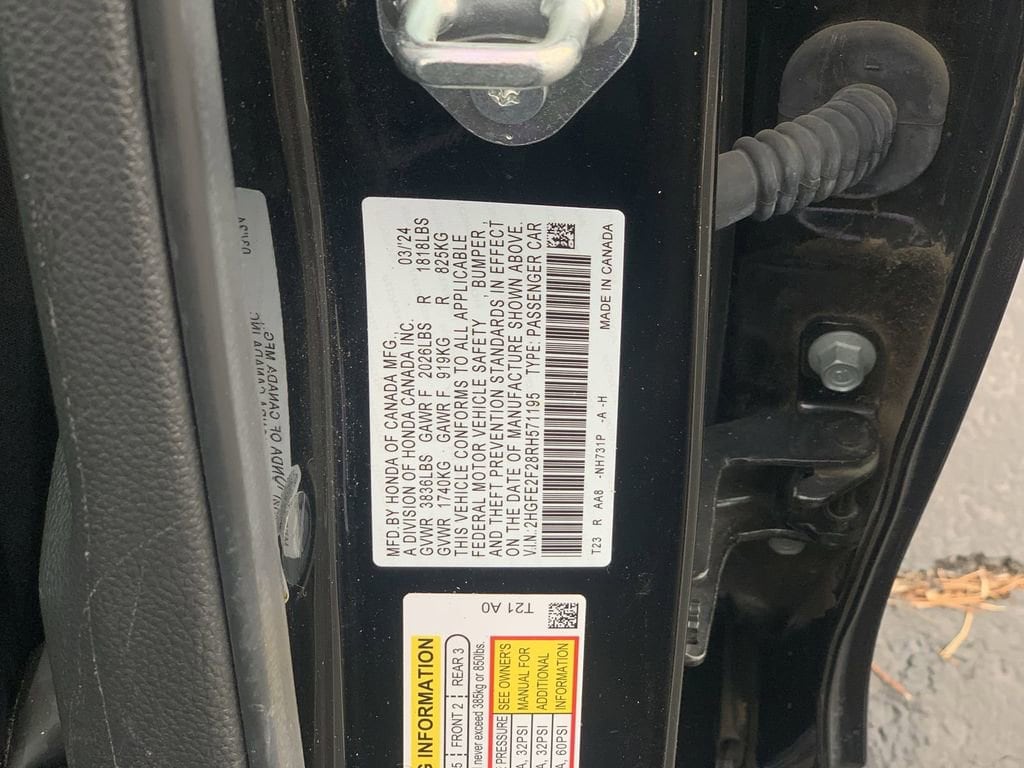 MFD. BY HONDA OF CANADA MFG.,
A DIVISION OF HONDA CANADA INC. 03/'24
GVWR 3836LBS GAWR F 2026LBS R 1818LBS
GVWR 1740KG GAWR F 919KG R 825KG
THIS VEHICLE CONFORMS TO ALL APPLICABLE
FEDERAL MOTOR VEHICLE SAFETY , BUMPER,
AND THEFT PREVENTION STANDARDS IN EFFECT
ON THE DATE OF MANUFACTURE SHOWN ABOVE.
V.I.N.:2HGFE2F28RH571195 TYPE:PASSENGER CAR
T23 R AA8 -NH731P -A -H MADE IN CANADA
T21 A0
G INFORMATION
5 FRONT 2 REAR 3
never exceed 385kg or 850lbs.
PRESSURE SEE OWNER'S
A, 32PSI MANUAL FOR
A, 32PSI ADDITIONAL
A, 60PSI INFORMATION